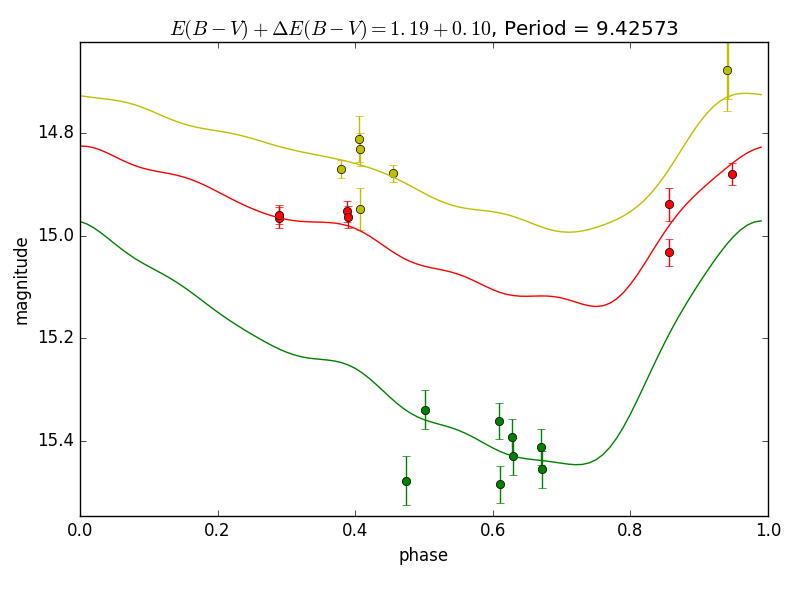 E(B−V)+ΔE(B−V)=1.19+0.10, Period = 9.42573
14.8
15.0
15.2
15.4
magnitude
0.0 0.2 0.4 0.6 0.8 1.0
phase